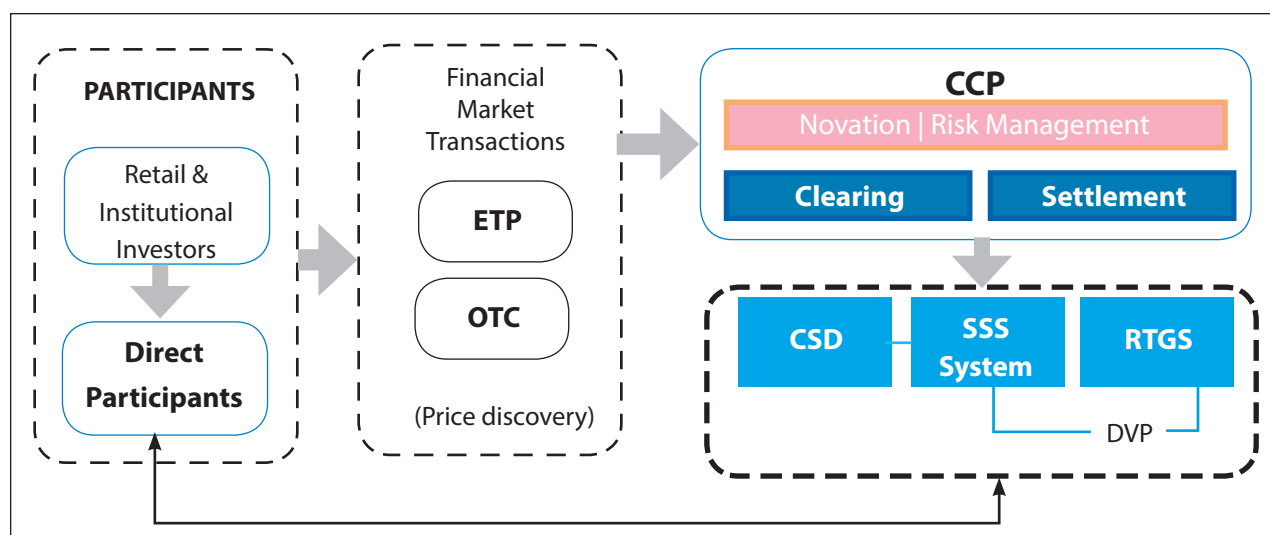 PARTICIPANTS
Retail &
Institutional
Investors
Direct
Participants
Financial
Market
Transactions
ETP
OTC
(Price discovery)
CCP
Novation | Risk Management
Clearing
Settlement
CSD
SSS
System
RTGS
DVP